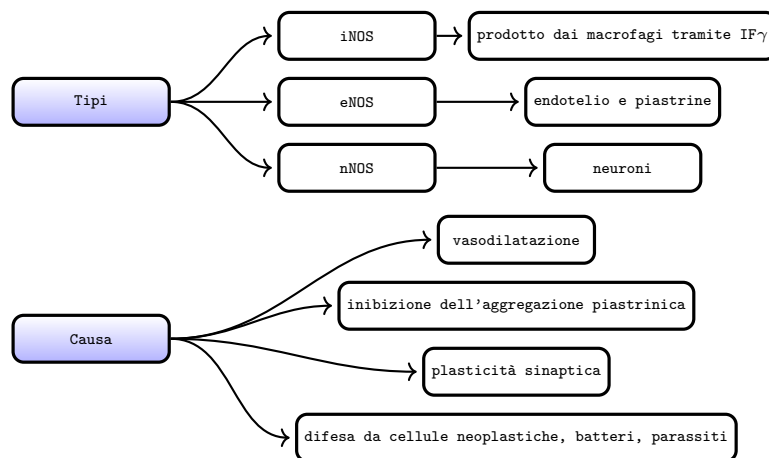 iNOS
prodotto dai macrofagi tramite IFγ
Tipi
eNOS
endotelio e piastrine
nNOS
neuroni
vasodilatazione
inibizione dell'aggregazione piastrinica
Causa
plasticità sinaptica
difesa da cellule neoplastiche, batteri, parassiti